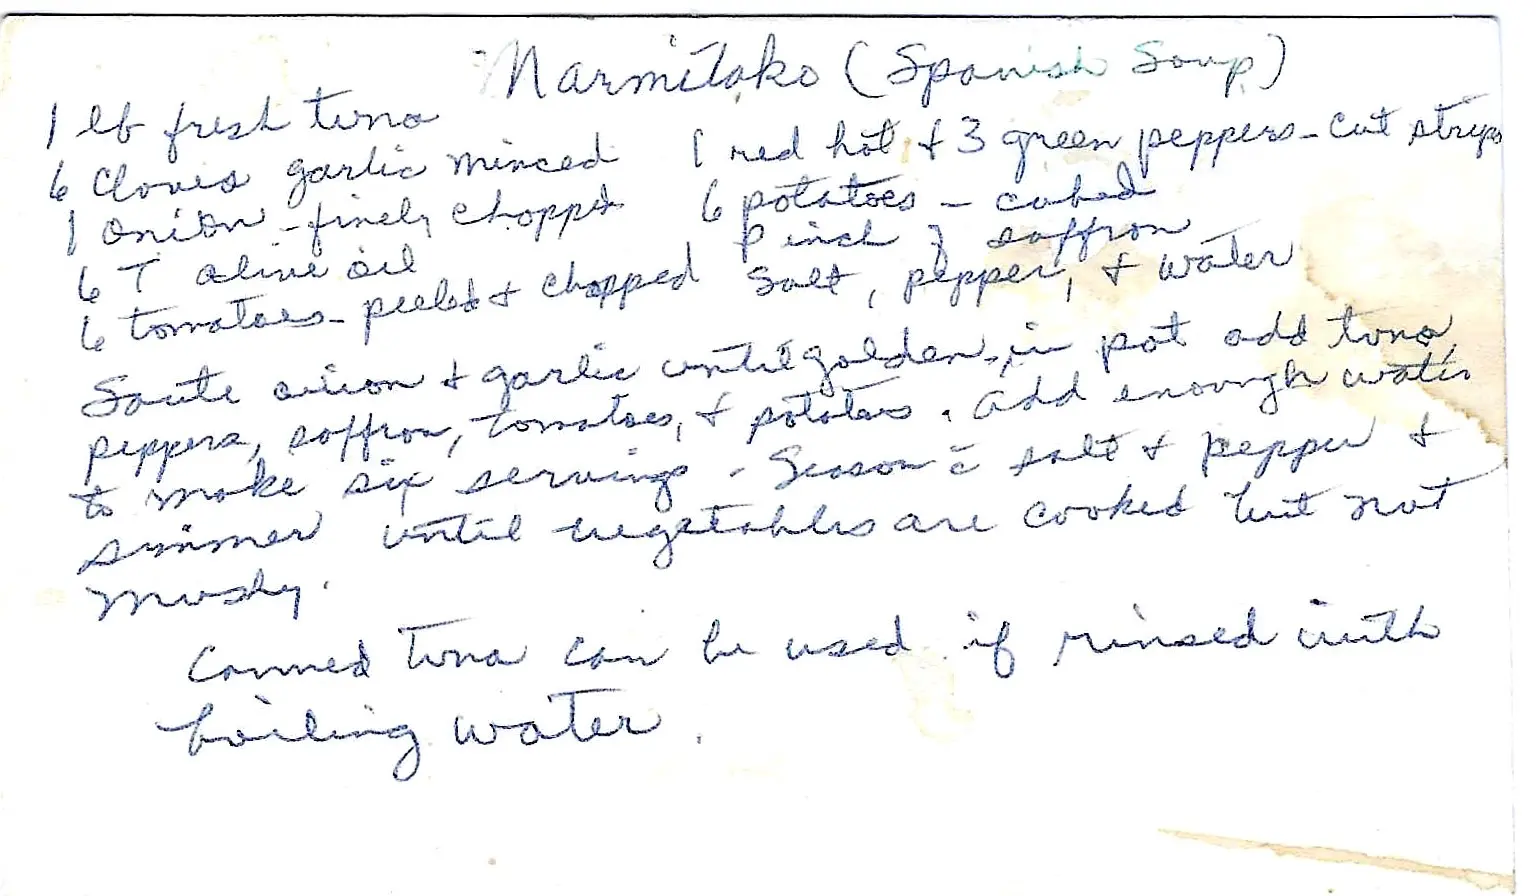 Marmitako (Spanish Soup)
1 lb fresh tuna
6 cloves garlic minced 1 red hot & 3 green peppers - cut strips
1 onion - finely chopped 6 potatoes - cubed
6 T olive oil Pinch of saffron
6 tomatoes - peeled & chopped Salt, pepper, & water
Saute onion & garlic until golden, in pot add tuna,
peppers, saffron, tomatoes, & potatoes. Add enough water
to make six servings. Season c̄ salt & pepper &
simmer until vegetables are cooked but not
mushy.
Canned tuna can be used if rinsed with
boiling water.